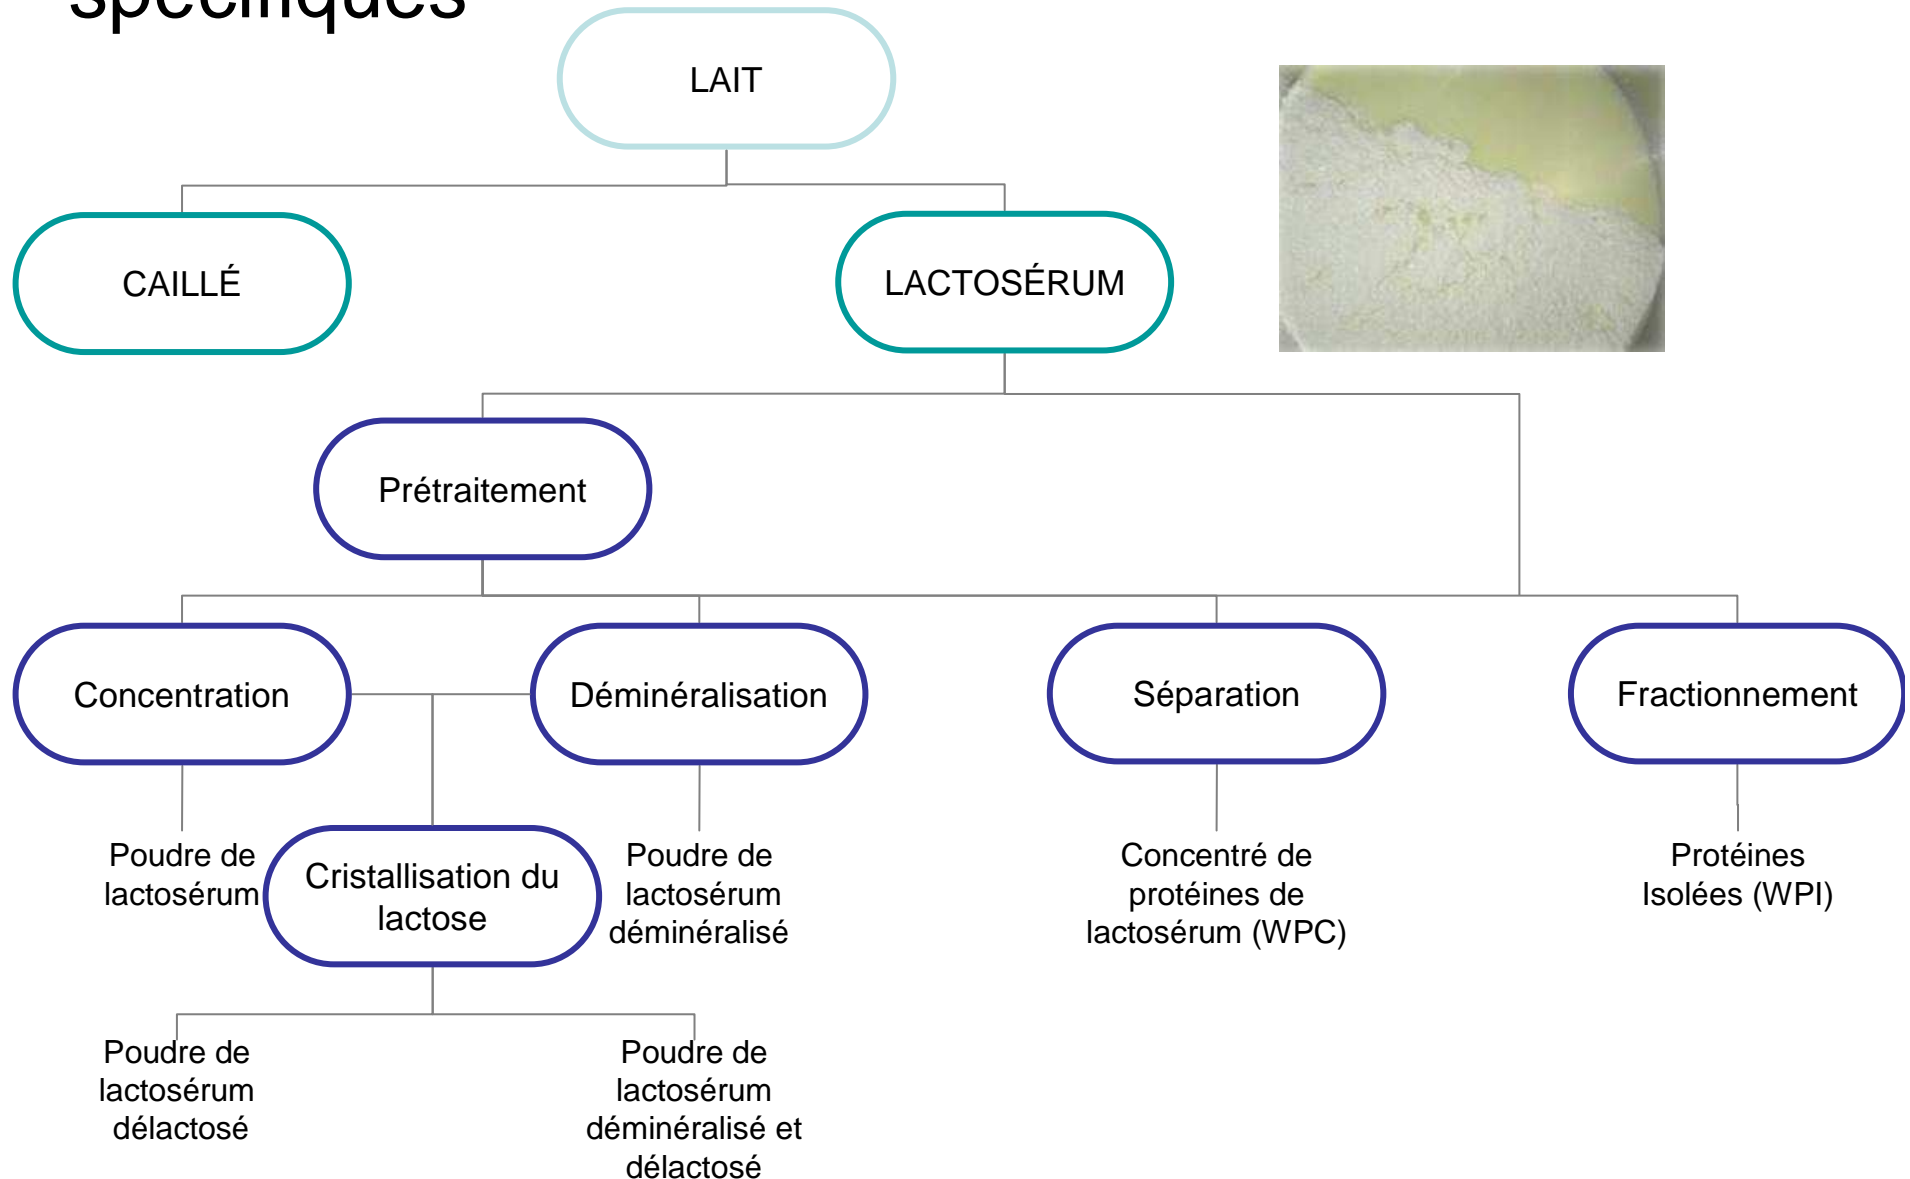 spécifiques
LAIT
CAILLÉ
LACTOSÉRUM
Prétraitement
Concentration
Déminéralisation
Séparation
Fractionnement
Poudre de
lactosérum
Cristallisation du
lactose
Poudre de
lactosérum
déminéralisé
Concentré de
protéines de
lactosérum (WPC)
Protéines
Isolées (WPI)
Poudre de
lactosérum
délactosé
Poudre de
lactosérum
déminéralisé et
délactosé